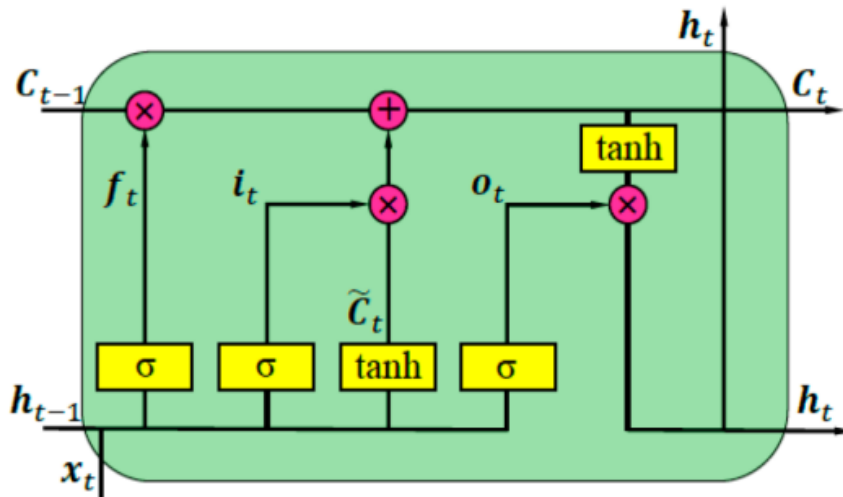 h_t
C_{t-1} × + C_t
tanh
f_t i_t × o_t ×
C̃_t
σ σ tanh σ
h_{t-1} h_t
x_t